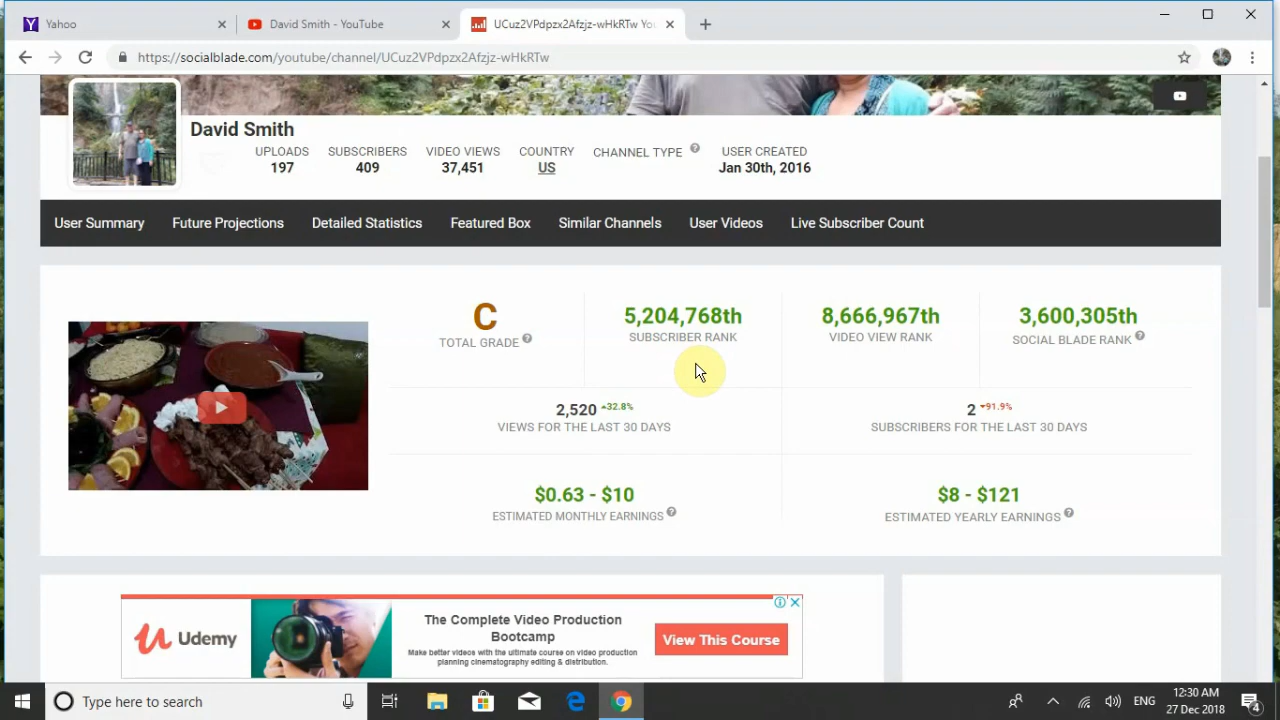 Yahoo
David Smith - YouTube
UCuz2VPdpzx2Afzjz-wHkRTw You
https://socialblade.com/youtube/channel/UCuz2VPdpzx2Afzjz-wHkRTw
David Smith
UPLOADS SUBSCRIBERS VIDEO VIEWS COUNTRY CHANNEL TYPE ? USER CREATED
197 409 37,451 US Jan 30th, 2016
User Summary Future Projections Detailed Statistics Featured Box Similar Channels User Videos Live Subscriber Count
C 5,204,768th 8,666,967th 3,600,305th
TOTAL GRADE ? SUBSCRIBER RANK VIDEO VIEW RANK SOCIAL BLADE RANK ?
2,520 32.8% 2 91.9%
VIEWS FOR THE LAST 30 DAYS SUBSCRIBERS FOR THE LAST 30 DAYS
$0.63 - $10 $8 - $121
ESTIMATED MONTHLY EARNINGS ? ESTIMATED YEARLY EARNINGS ?
Udemy
The Complete Video Production
Bootcamp
Make better videos with the ultimate course on video production
planning cinematography editing & distribution.
View This Course
Type here to search
ENG
12:30 AM
27 Dec 2018
4